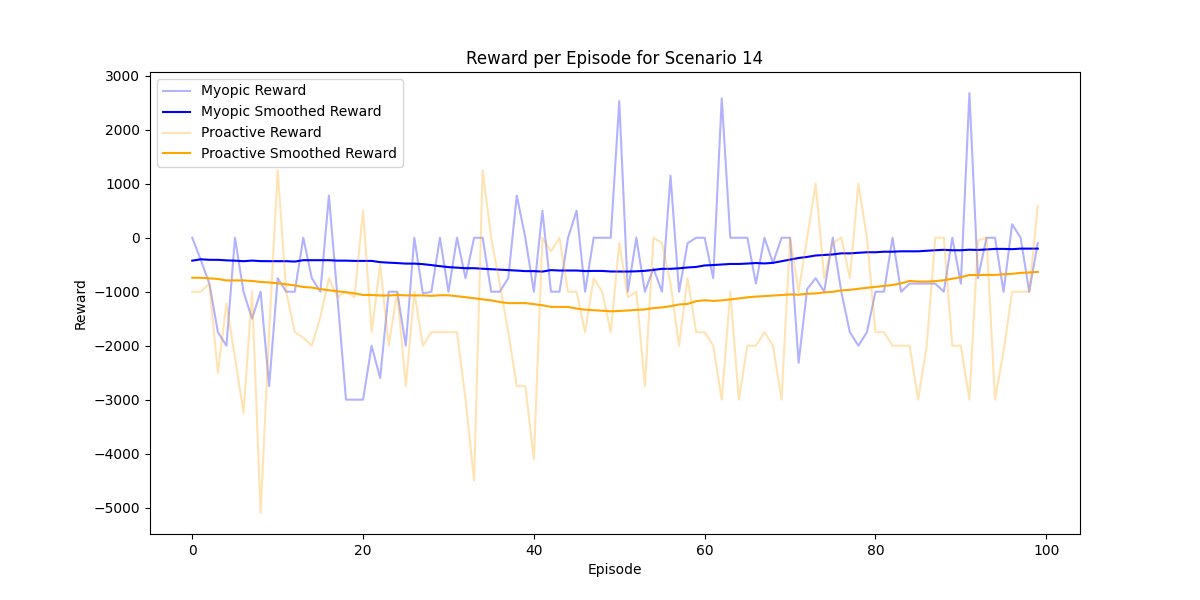 Reward per Episode for Scenario 14
Myopic Reward
Myopic Smoothed Reward
Proactive Reward
Proactive Smoothed Reward
3000
2000
1000
0
−1000
−2000
−3000
−4000
−5000
Reward
0 20 40 60 80 100
Episode